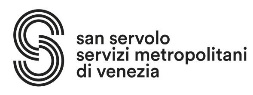 san servolo
servizi metropolitani
di venezia